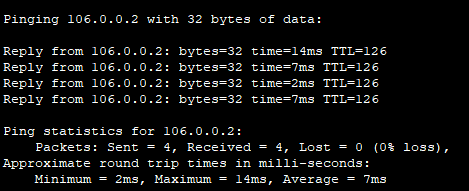 Pinging 106.0.0.2 with 32 bytes of data:
Reply from 106.0.0.2: bytes=32 time=14ms TTL=126
Reply from 106.0.0.2: bytes=32 time=7ms TTL=126
Reply from 106.0.0.2: bytes=32 time=2ms TTL=126
Reply from 106.0.0.2: bytes=32 time=7ms TTL=126
Ping statistics for 106.0.0.2:
Packets: Sent = 4, Received = 4, Lost = 0 (0% loss),
Approximate round trip times in milli-seconds:
Minimum = 2ms, Maximum = 14ms, Average = 7ms